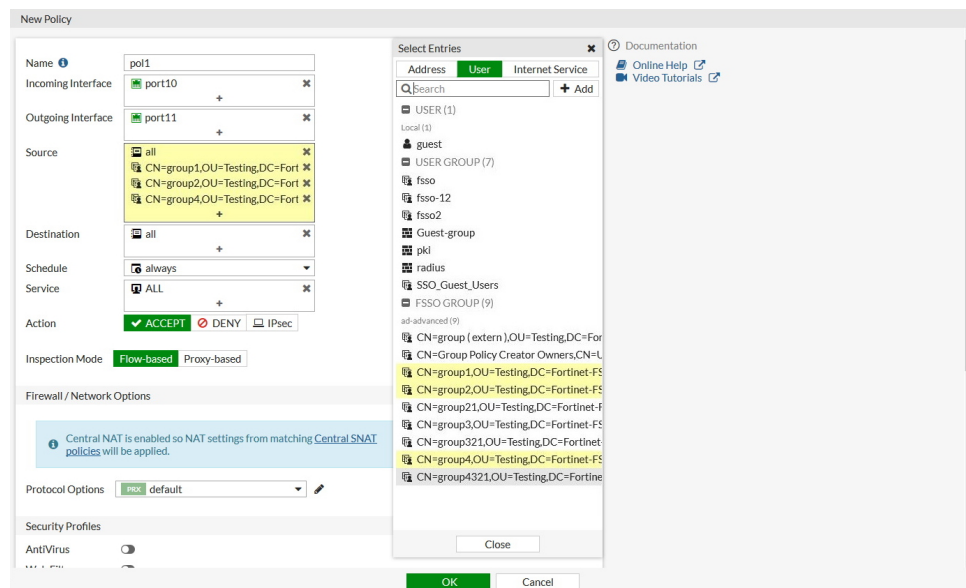 New Policy
Name
pol1
Incoming Interface
port10
+
Outgoing Interface
port11
+
Source
all
CN=group1,OU=Testing,DC=Fort
CN=group2,OU=Testing,DC=Fort
CN=group4,OU=Testing,DC=Fort
+
Destination
all
+
Schedule
always
Service
ALL
+
Action
ACCEPT DENY IPsec
Inspection Mode
Flow-based Proxy-based
Firewall / Network Options
Central NAT is enabled so NAT settings from matching Central SNAT
policies will be applied.
Protocol Options
PRX default
Security Profiles
AntiVirus
Select Entries
Address User Internet Service
Search
+ Add
USER (1)
Local (1)
guest
USER GROUP (7)
fsso
fsso-12
fsso2
Guest-group
pki
radius
SSO_Guest_Users
FSSO GROUP (9)
ad-advanced (9)
CN=group ( extern ),OU=Testing,DC=For
CN=Group Policy Creator Owners,CN=U
CN=group1,OU=Testing,DC=Fortinet-FS
CN=group2,OU=Testing,DC=Fortinet-FS
CN=group21,OU=Testing,DC=Fortinet-F
CN=group3,OU=Testing,DC=Fortinet-FS
CN=group321,OU=Testing,DC=Fortinet-
CN=group4,OU=Testing,DC=Fortinet-FS
CN=group4321,OU=Testing,DC=Fortine
Close
Documentation
Online Help
Video Tutorials
OK Cancel